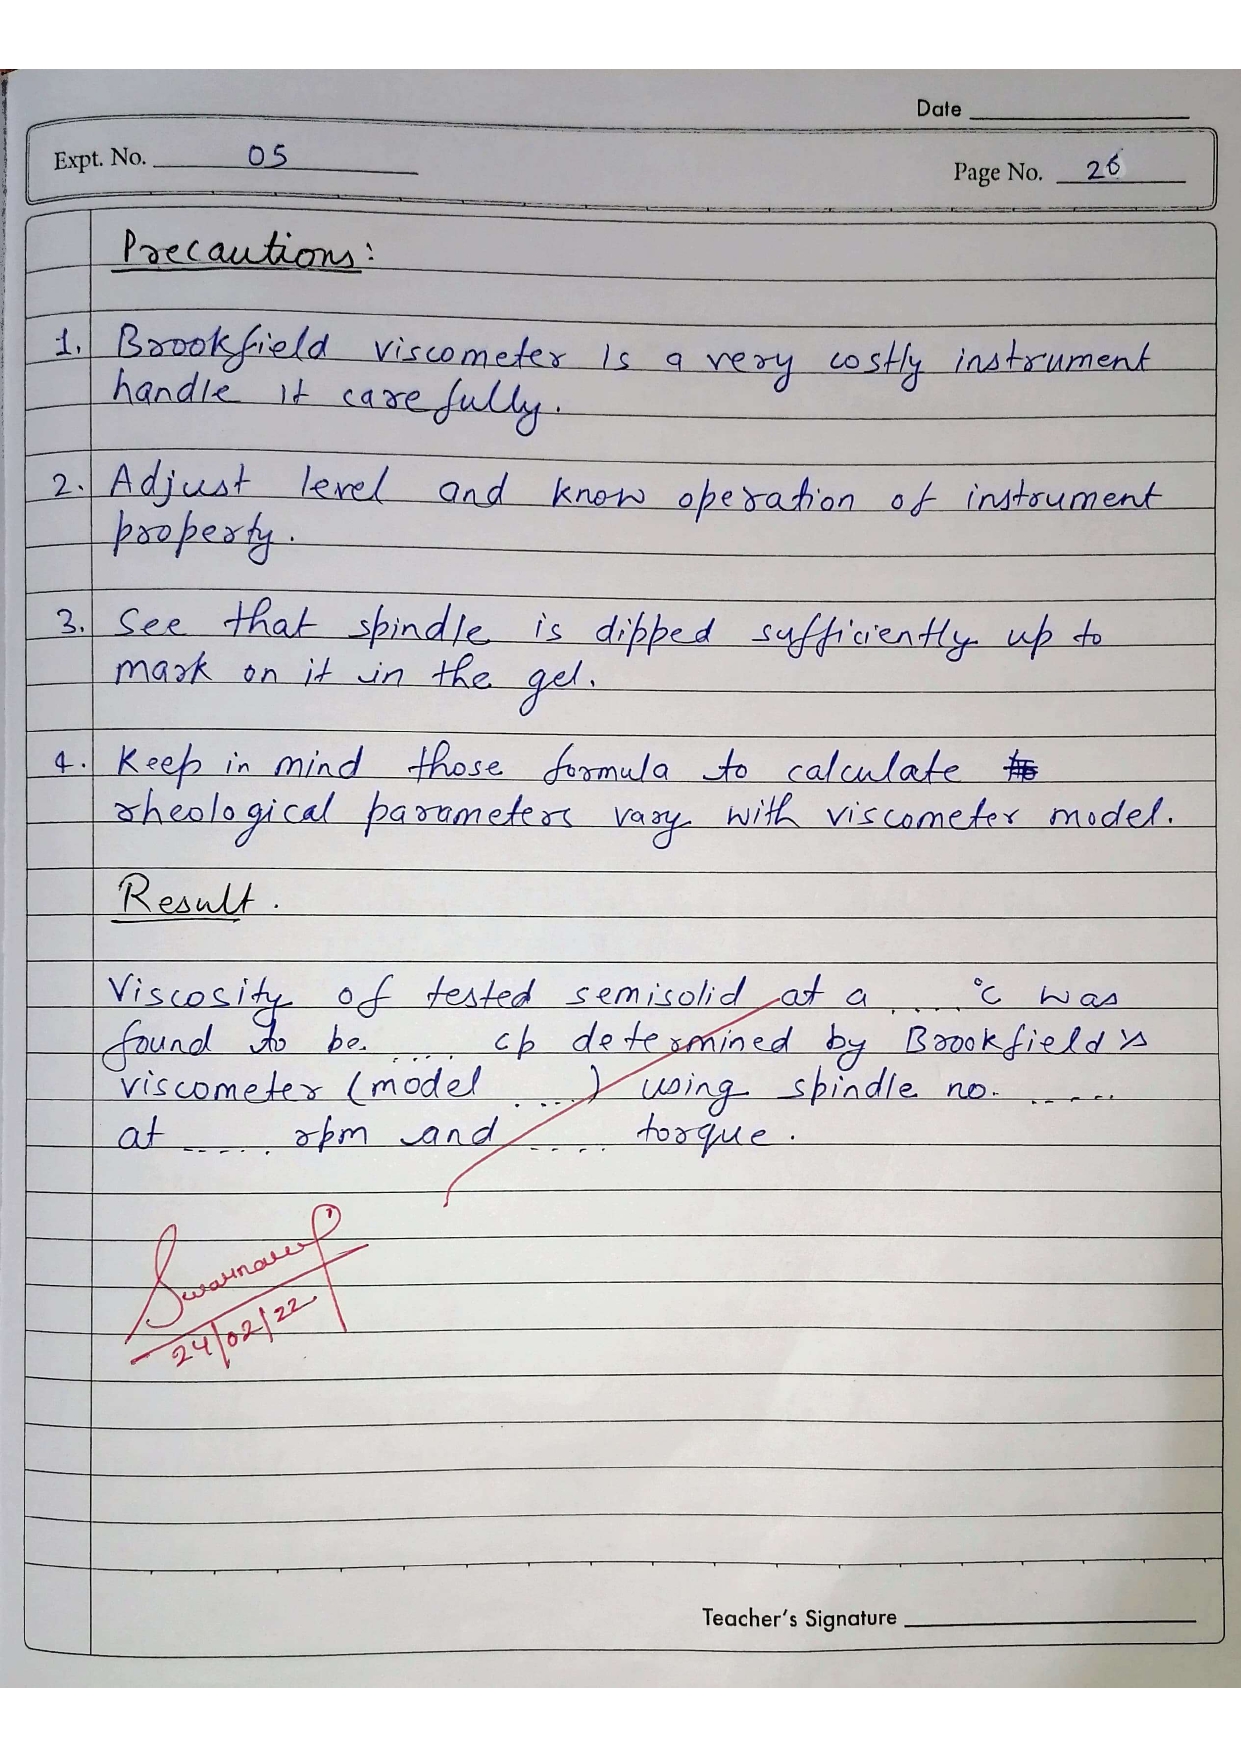 Date
Expt. No. 05
Page No. 26
Precautions:
1. Brookfield viscometer is a very costly instrument
handle it carefully.
2. Adjust level and know operation of instrument
property.
3. See that spindle is dipped sufficiently up to
mark on it in the gel.
4. Keep in mind those formula to calculate
rheological parameters vary with viscometer model.
Result.
Viscosity of tested semisolid at a ..... °c was
found to be .... cp determined by Brookfield's
viscometer (model .....) using spindle no. .....
at ..... rpm and ..... torque.
24/02/22
Teacher's Signature